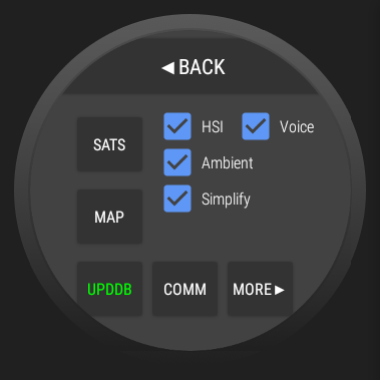 ◀BACK
SATS
HSI Voice
Ambient
MAP
Simplify
UPDDB COMM MORE▶